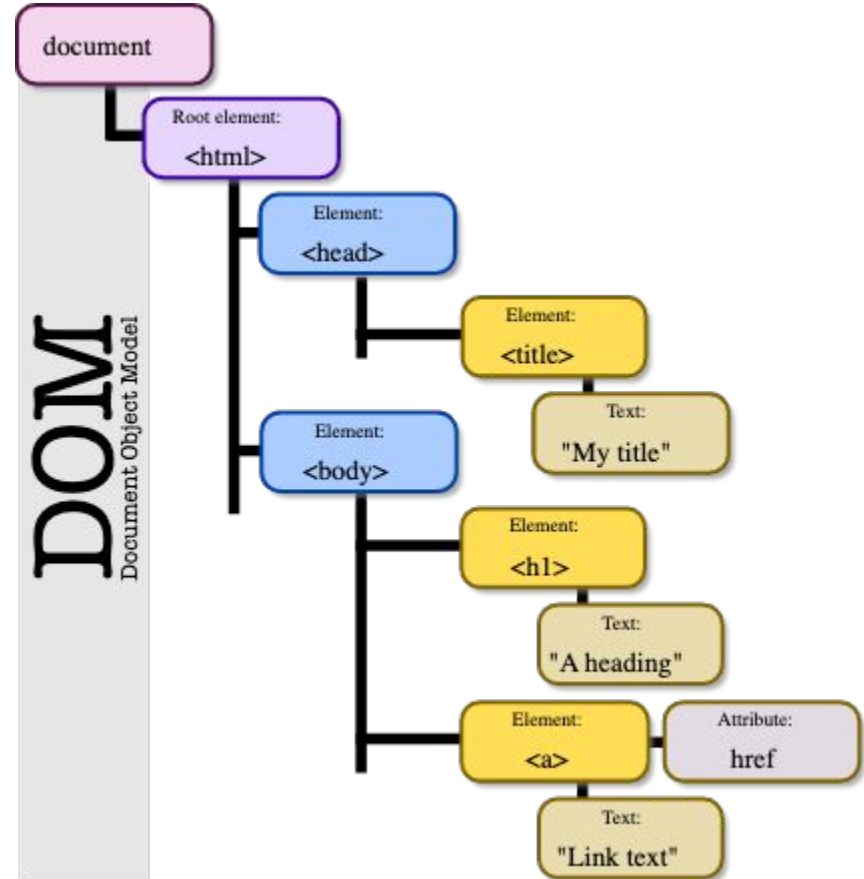 document
Root element:
<html>
Element:
<head>
Element:
<title>
Text:
"My title"
Element:
<body>
Element:
<h1>
Text:
"A heading"
Element:
<a>
Attribute:
href
Text:
"Link text"
DOM
Document Object Model